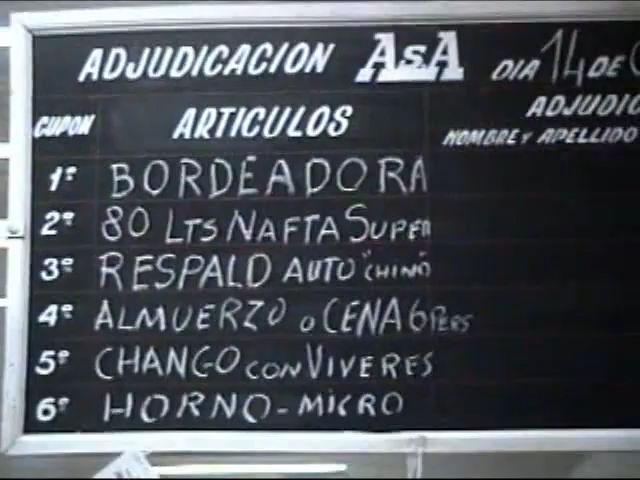 ADJUDICACION AsA DIA 14 DE
CUPON ARTICULOS ADJUDIC
NOMBRE Y APELLIDO
1º BORDEADORA
2º 80 LTS NAFTA SUPER
3º RESPALD AUTO "CHINO"
4º ALMUERZO o CENA 6 PERS
5º CHANGO CON VIVERES
6º HORNO-MICRO